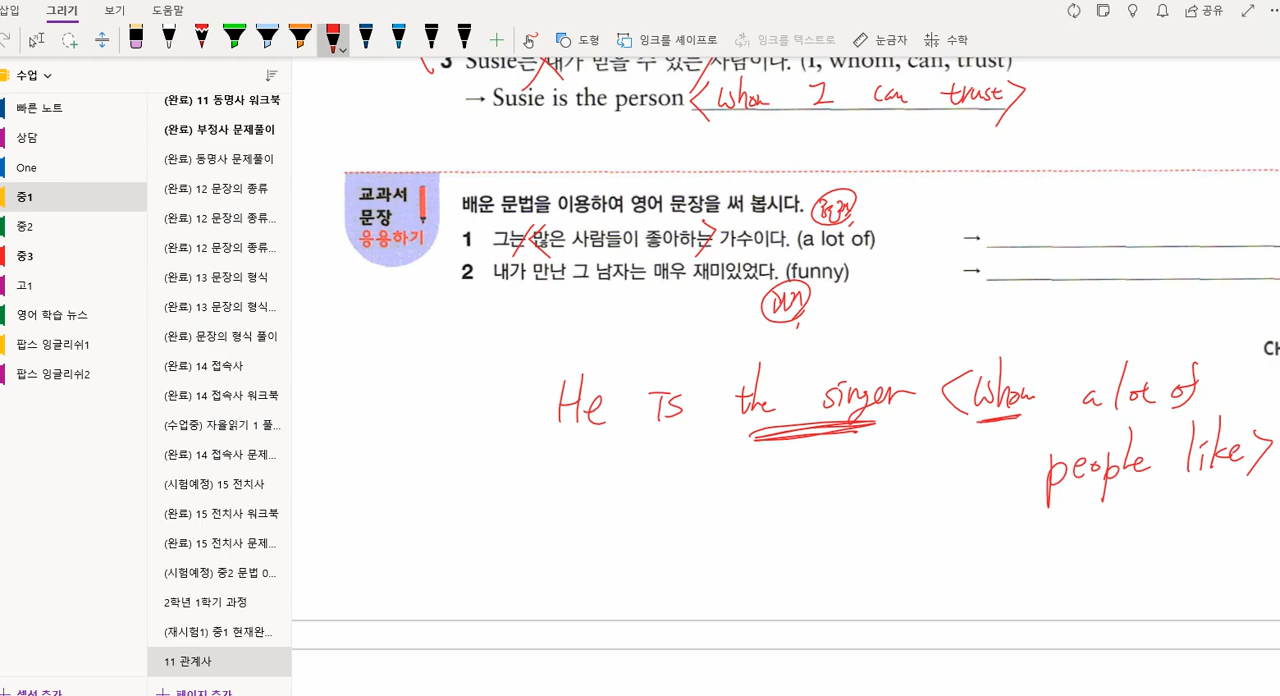 삽입 그리기 보기 도움말
공유
도형 잉크를 셰이프로 잉크를 텍스트로 눈금자 수학
수업
빠른 노트
상담
One
중1
중2
중3
고1
영어 학습 뉴스
팝스 잉글리쉬1
팝스 잉글리쉬2
섹션 추가
(완료) 11 동명사 워크북
(완료) 부정사 문제풀이
(완료) 동명사 문제풀이
(완료) 12 문장의 종류
(완료) 12 문장의 종류...
(완료) 12 문장의 종류...
(완료) 13 문장의 형식
(완료) 13 문장의 형식...
(완료) 문장의 형식 풀이
(완료) 14 접속사
(완료) 14 접속사 워크북
(수업중) 자율읽기 1 풀...
(완료) 14 접속사 문제...
(시험예정) 15 전치사
(완료) 15 전치사 워크북
(완료) 15 전치사 문제...
(시험예정) 중2 문법 0...
2학년 1학기 과정
(재시험1) 중1 현재완...
11 관계사
페이지 추가
3 Susie는 내가 믿을 수 있는 사람이다. (I, whom, can, trust)
→ Susie is the person <whom I can trust>
교과서
문장
응용하기
배운 문법을 이용하여 영어 문장을 써 봅시다.
1 그는 많은 사람들이 좋아하는 가수이다. (a lot of) →
2 내가 만난 그 남자는 매우 재미있었다. (funny) →
CH
He is the singer <whom a lot of
people like>